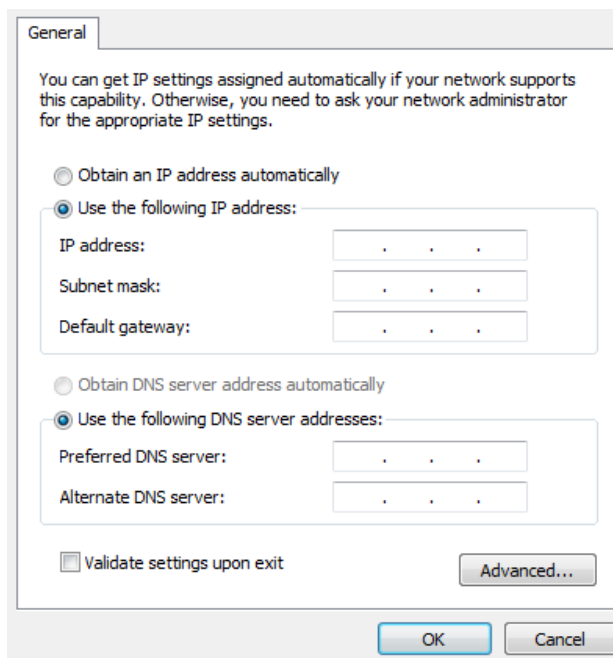 General
You can get IP settings assigned automatically if your network supports
this capability. Otherwise, you need to ask your network administrator
for the appropriate IP settings.
Obtain an IP address automatically
Use the following IP address:
IP address: . . .
Subnet mask: . . .
Default gateway: . . .
Obtain DNS server address automatically
Use the following DNS server addresses:
Preferred DNS server: . . .
Alternate DNS server: . . .
Validate settings upon exit
Advanced...
OK Cancel